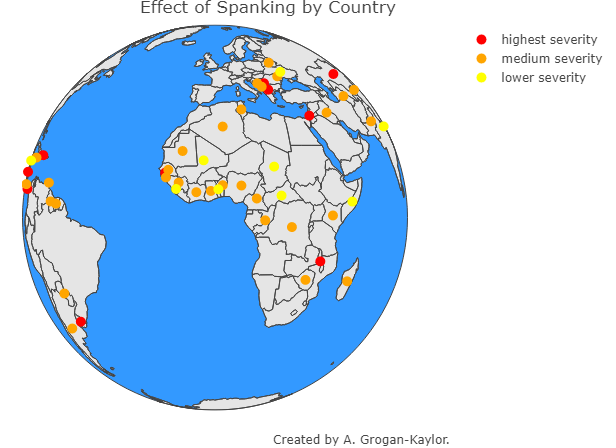 Effect of Spanking by Country
highest severity
medium severity
lower severity
Created by A. Grogan-Kaylor.